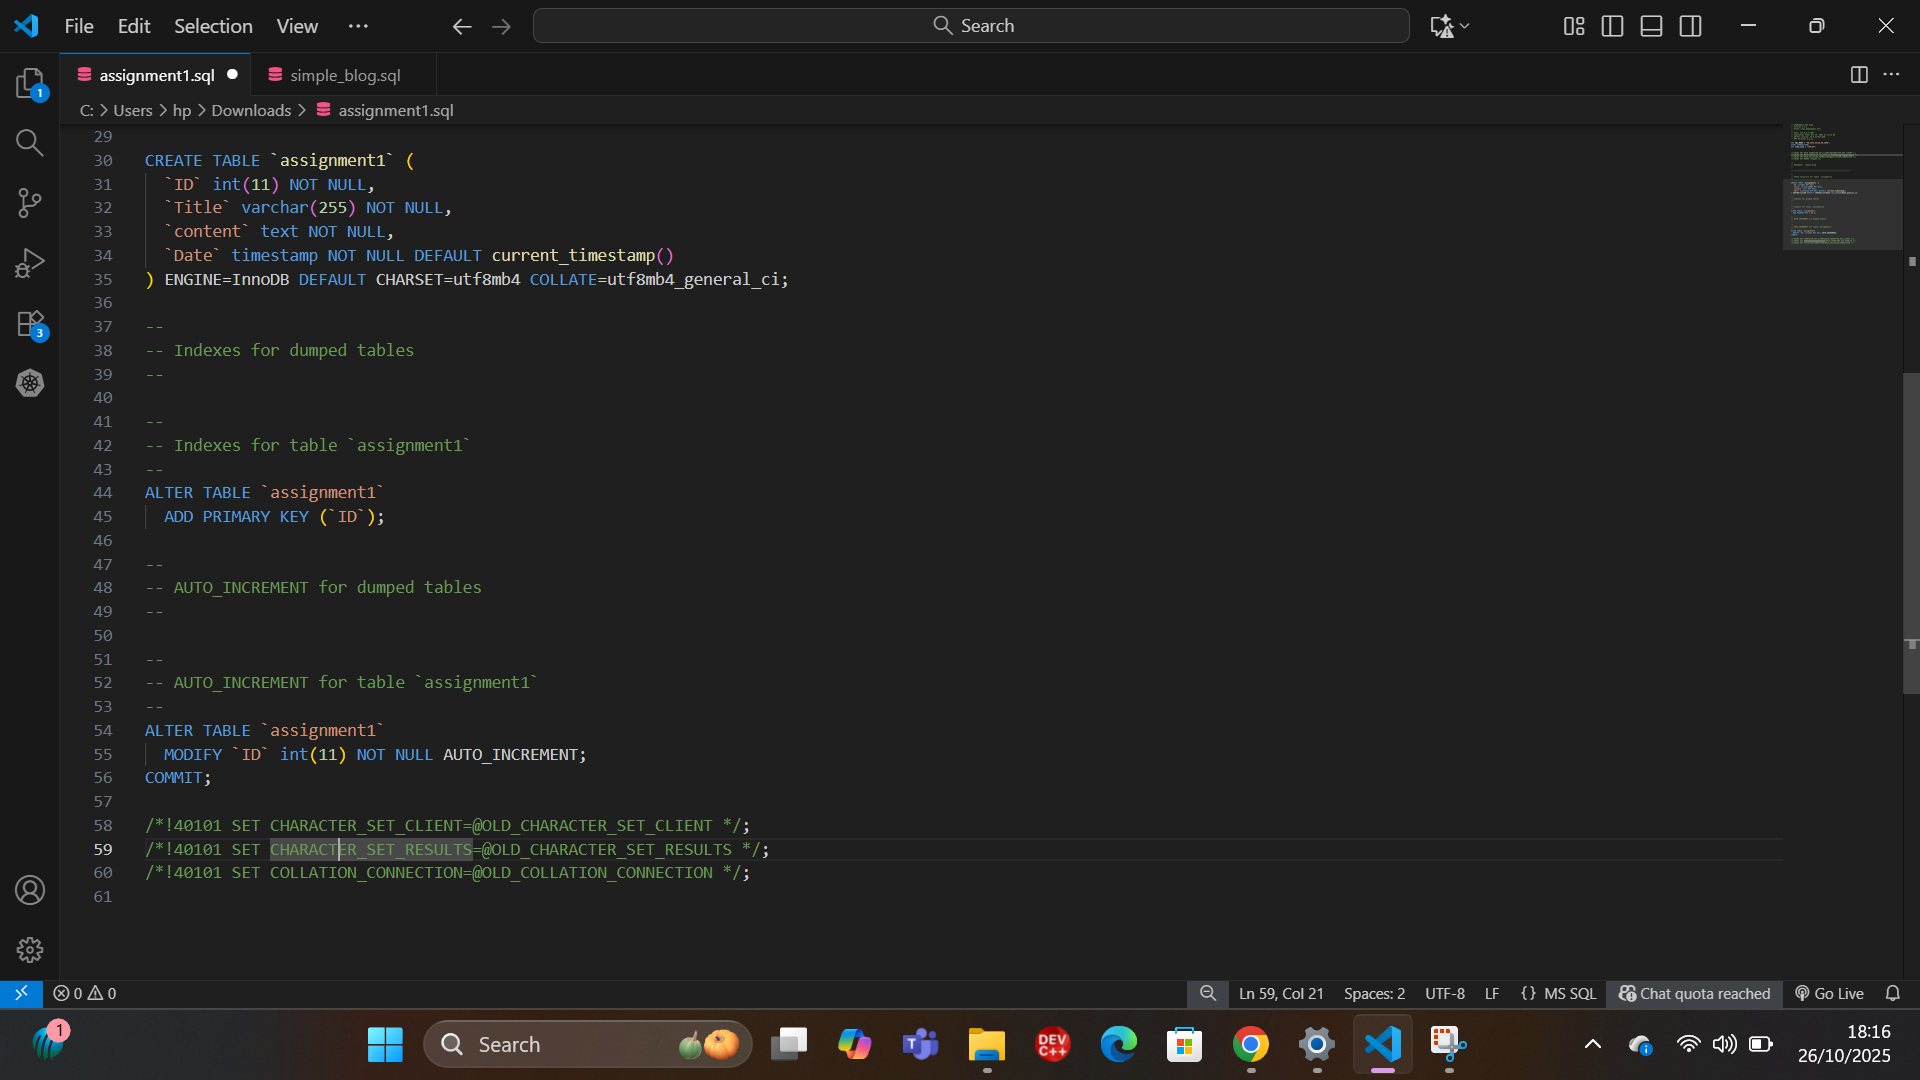 File Edit Selection View ··· Search
assignment1.sql simple_blog.sql
C: > Users > hp > Downloads > assignment1.sql
29
30 CREATE TABLE `assignment1` (
31 `ID` int(11) NOT NULL,
32 `Title` varchar(255) NOT NULL,
33 `content` text NOT NULL,
34 `Date` timestamp NOT NULL DEFAULT current_timestamp()
35 ) ENGINE=InnoDB DEFAULT CHARSET=utf8mb4 COLLATE=utf8mb4_general_ci;
36
37 --
38 -- Indexes for dumped tables
39 --
40
41 --
42 -- Indexes for table `assignment1`
43 --
44 ALTER TABLE `assignment1`
45 ADD PRIMARY KEY (`ID`);
46
47 --
48 -- AUTO_INCREMENT for dumped tables
49 --
50
51 --
52 -- AUTO_INCREMENT for table `assignment1`
53 --
54 ALTER TABLE `assignment1`
55 MODIFY `ID` int(11) NOT NULL AUTO_INCREMENT;
56 COMMIT;
57
58 /*!40101 SET CHARACTER_SET_CLIENT=@OLD_CHARACTER_SET_CLIENT */;
59 /*!40101 SET CHARACTER_SET_RESULTS=@OLD_CHARACTER_SET_RESULTS */;
60 /*!40101 SET COLLATION_CONNECTION=@OLD_COLLATION_CONNECTION */;
61
1
3
0 0 Ln 59, Col 21 Spaces: 2 UTF-8 LF {} MS SQL Chat quota reached Go Live
1 Search T DEV C++ 18:16
26/10/2025